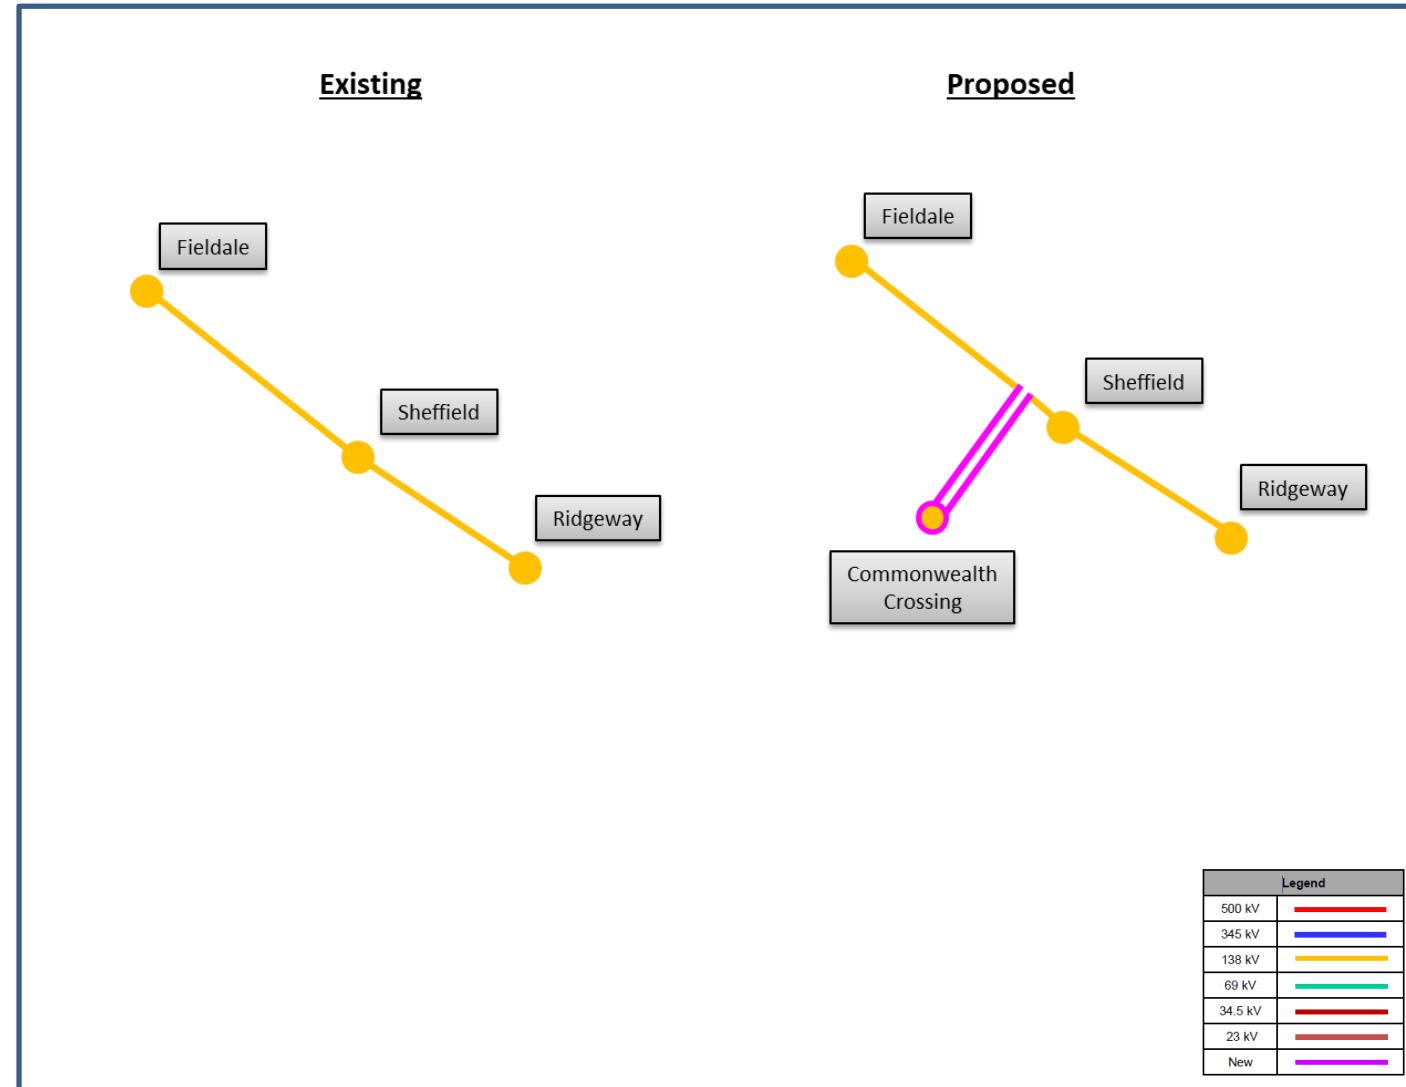 Existing
Proposed
Fieldale
Sheffield
Ridgeway
Fieldale
Sheffield
Ridgeway
Commonwealth
Crossing
Legend
500 kV
345 kV
138 kV
69 kV
34.5 kV
23 kV
New